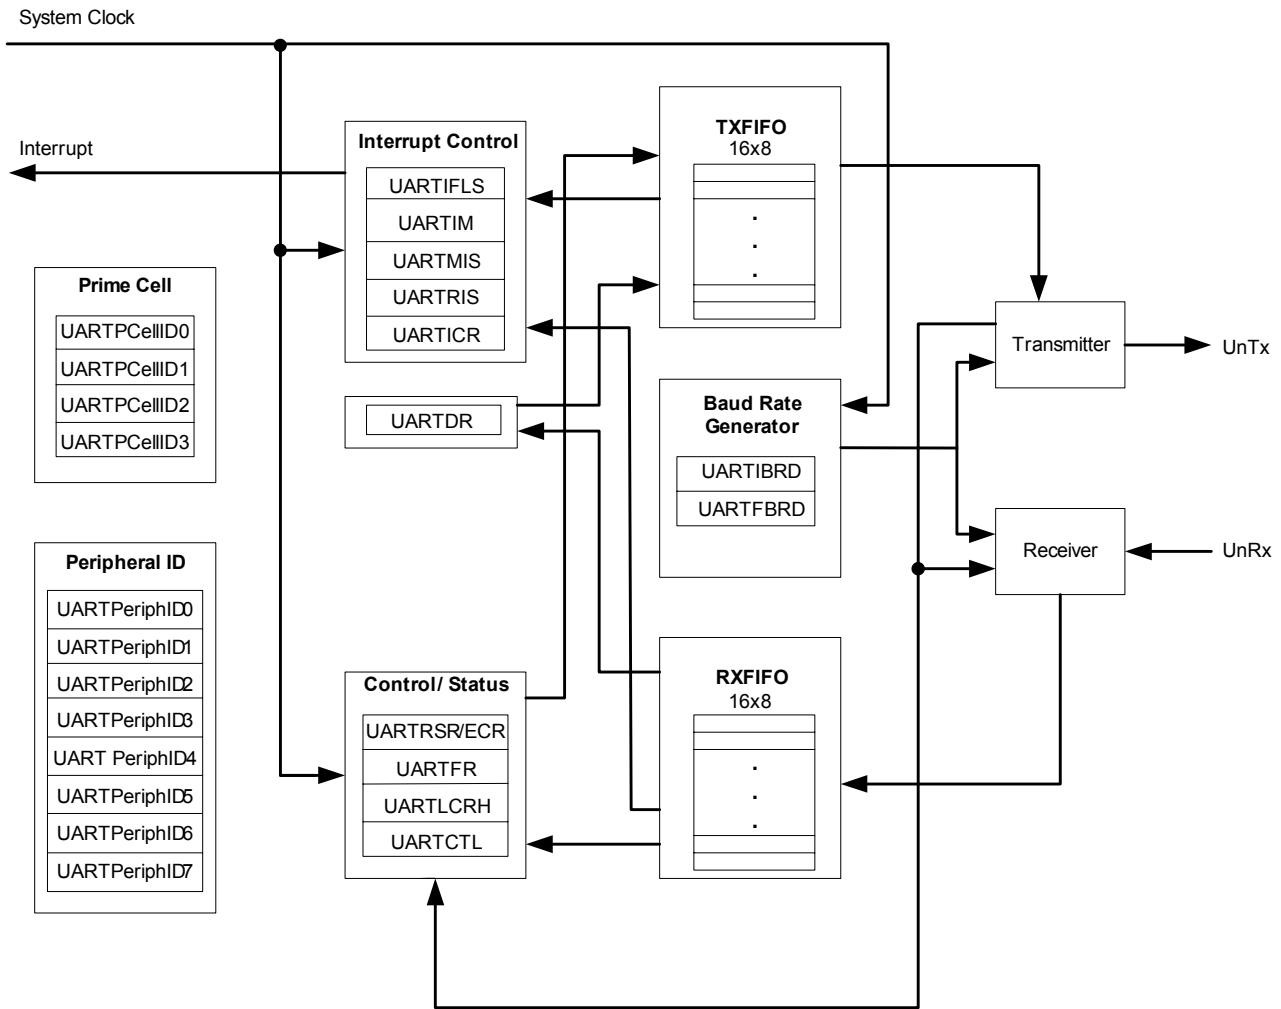 System Clock
Interrupt
Interrupt Control
UARTIFLS
UARTIM
UARTMIS
UARTRIS
UARTICR
TXFIFO
16x8
.
.
.
Prime Cell
UARTPCellID0
UARTPCellID1
UARTPCellID2
UARTPCellID3
UARTDR
Baud Rate
Generator
UARTIBRD
UARTFBRD
Transmitter
UnTx
Receiver
UnRx
Peripheral ID
UARTPeriphID0
UARTPeriphID1
UARTPeriphID2
UARTPeriphID3
UART PeriphID4
UARTPeriphID5
UARTPeriphID6
UARTPeriphID7
Control/ Status
UARTRSR/ECR
UARTFR
UARTLCRH
UARTCTL
RXFIFO
16x8
.
.
.